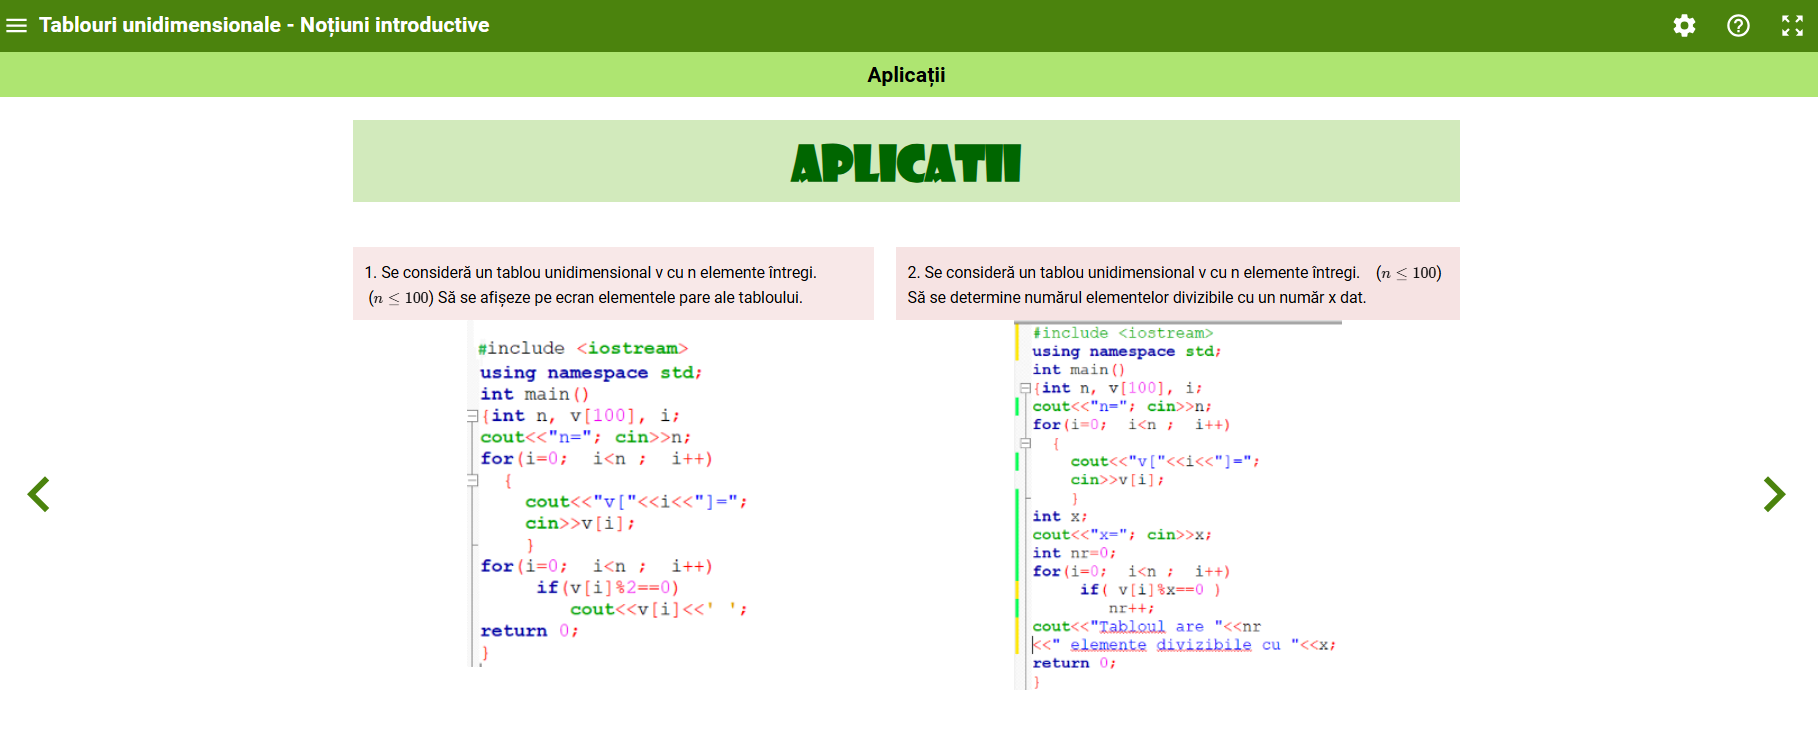 Tablouri unidimensionale - Noțiuni introductive
Aplicații
APLICATII
1. Se consideră un tablou unidimensional v cu n elemente întregi.
(n ≤ 100) Să se afișeze pe ecran elementele pare ale tabloului.
#include <iostream>
using namespace std;
int main()
{int n, v[100], i;
cout<<"n="; cin>>n;
for(i=0; i<n ; i++)
{
cout<<"v["<<i<<"]=";
cin>>v[i];
}
for(i=0; i<n ; i++)
if(v[i]%2==0)
cout<<v[i]<<' ';
return 0;
}
2. Se consideră un tablou unidimensional v cu n elemente întregi. (n ≤ 100)
Să se determine numărul elementelor divizibile cu un număr x dat.
#include <iostream>
using namespace std;
int main()
{int n, v[100], i;
cout<<"n="; cin>>n;
for(i=0; i<n ; i++)
{
cout<<"v["<<i<<"]=";
cin>>v[i];
}
int x;
cout<<"x="; cin>>x;
int nr=0;
for(i=0; i<n ; i++)
if( v[i]%x==0 )
nr++;
cout<<"Tabloul are "<<nr
<<" elemente divizibile cu "<<x;
return 0;
}